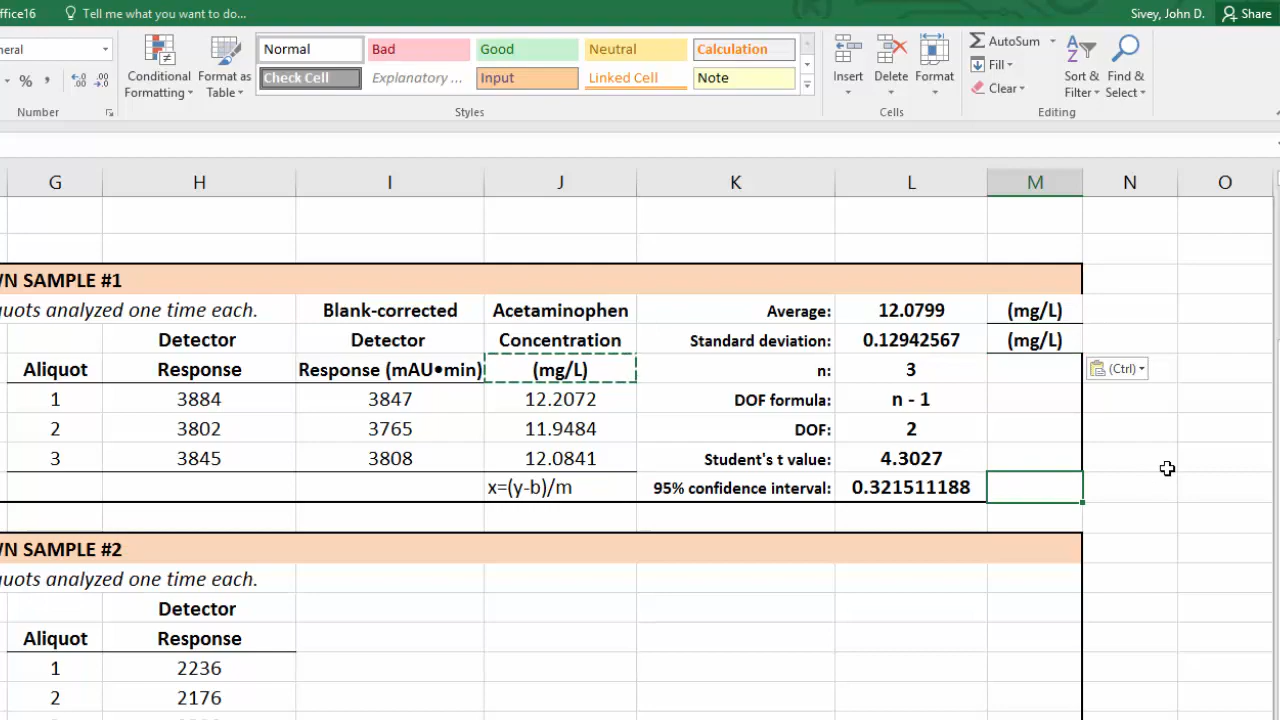 ffice16 Tell me what you want to do... Sivey, John D. Share
neral Normal Bad Good Neutral Calculation AutoSum
% , Conditional Formatting Format as Table Check Cell Explanatory ... Input Linked Cell Note Insert Delete Format Fill Clear Sort & Filter Find & Select
Number Styles Cells Editing
G H I J K L M N O
WN SAMPLE #1
quots analyzed one time each. Blank-corrected Acetaminophen Average: 12.0799 (mg/L)
Detector Detector Concentration Standard deviation: 0.12942567 (mg/L)
Aliquot Response Response (mAU•min) (mg/L) n: 3 (Ctrl)
1 3884 3847 12.2072 DOF formula: n - 1
2 3802 3765 11.9484 DOF: 2
3 3845 3808 12.0841 Student's t value: 4.3027
x=(y-b)/m 95% confidence interval: 0.321511188
WN SAMPLE #2
quots analyzed one time each.
Detector
Aliquot Response
1 2236
2 2176